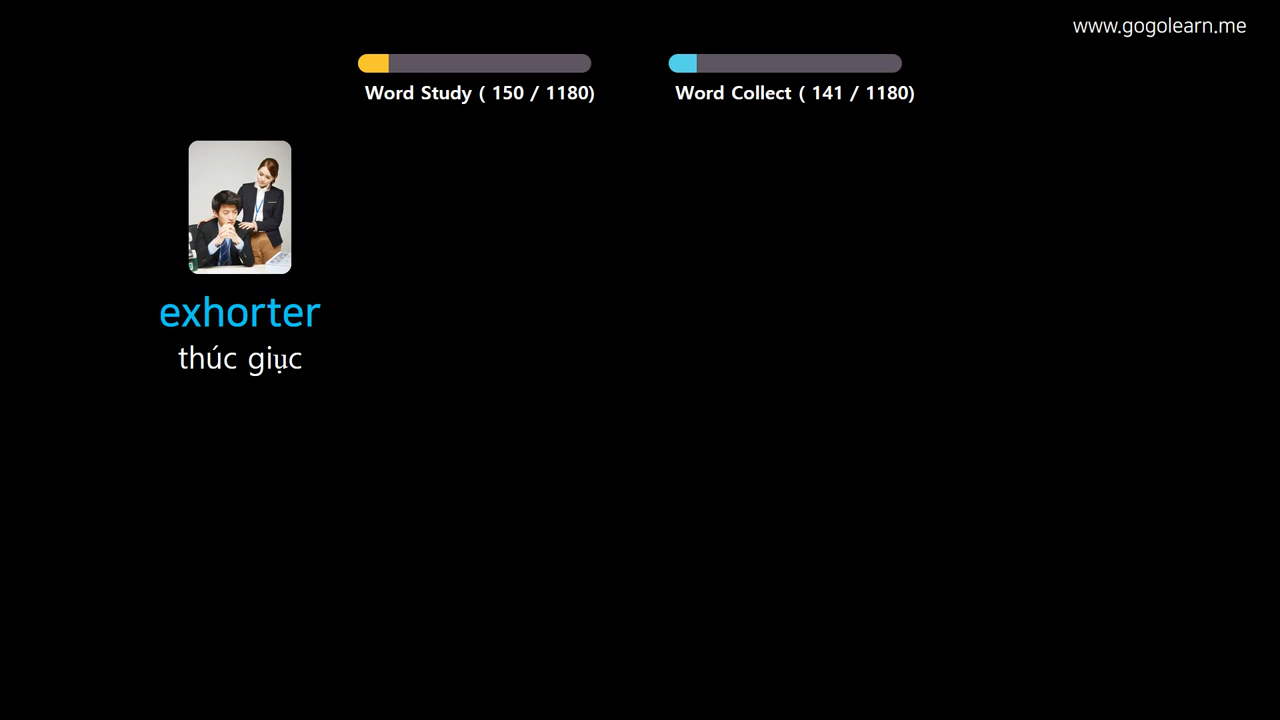 www.gogolearn.me
Word Study ( 150 / 1180)
Word Collect ( 141 / 1180)
exhorter
thúc giục